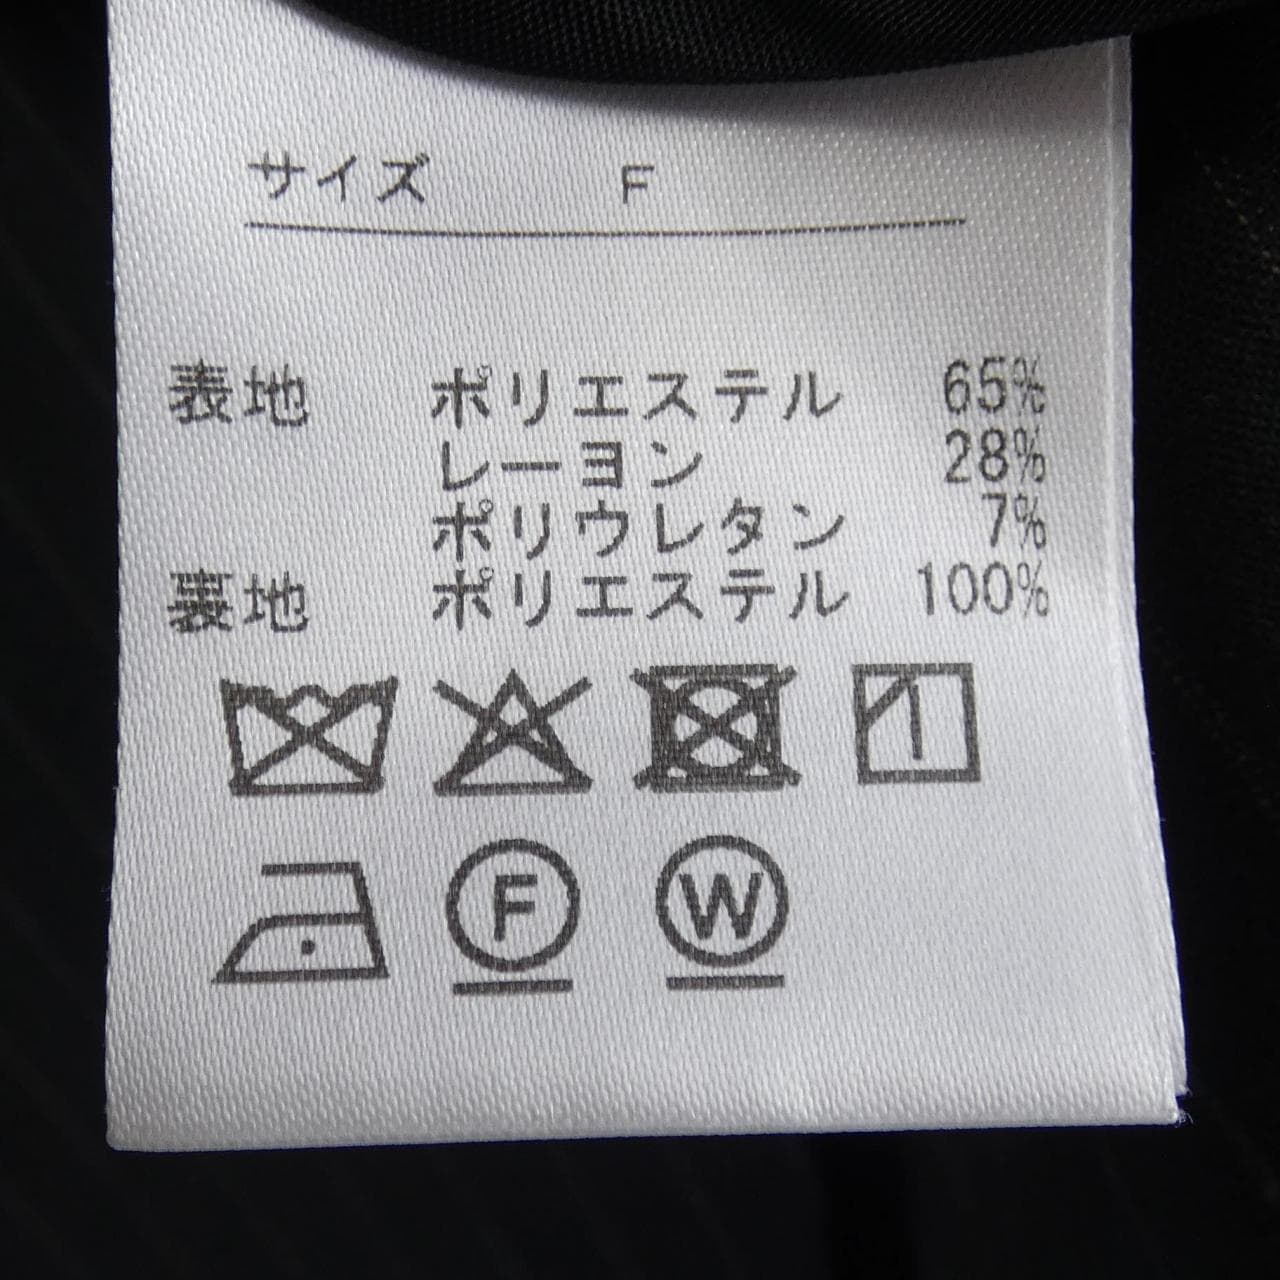 サイズ F
表地 ポリエステル 65%
レーヨン 28%
ポリウレタン 7%
裏地 ポリエステル 100%
F W